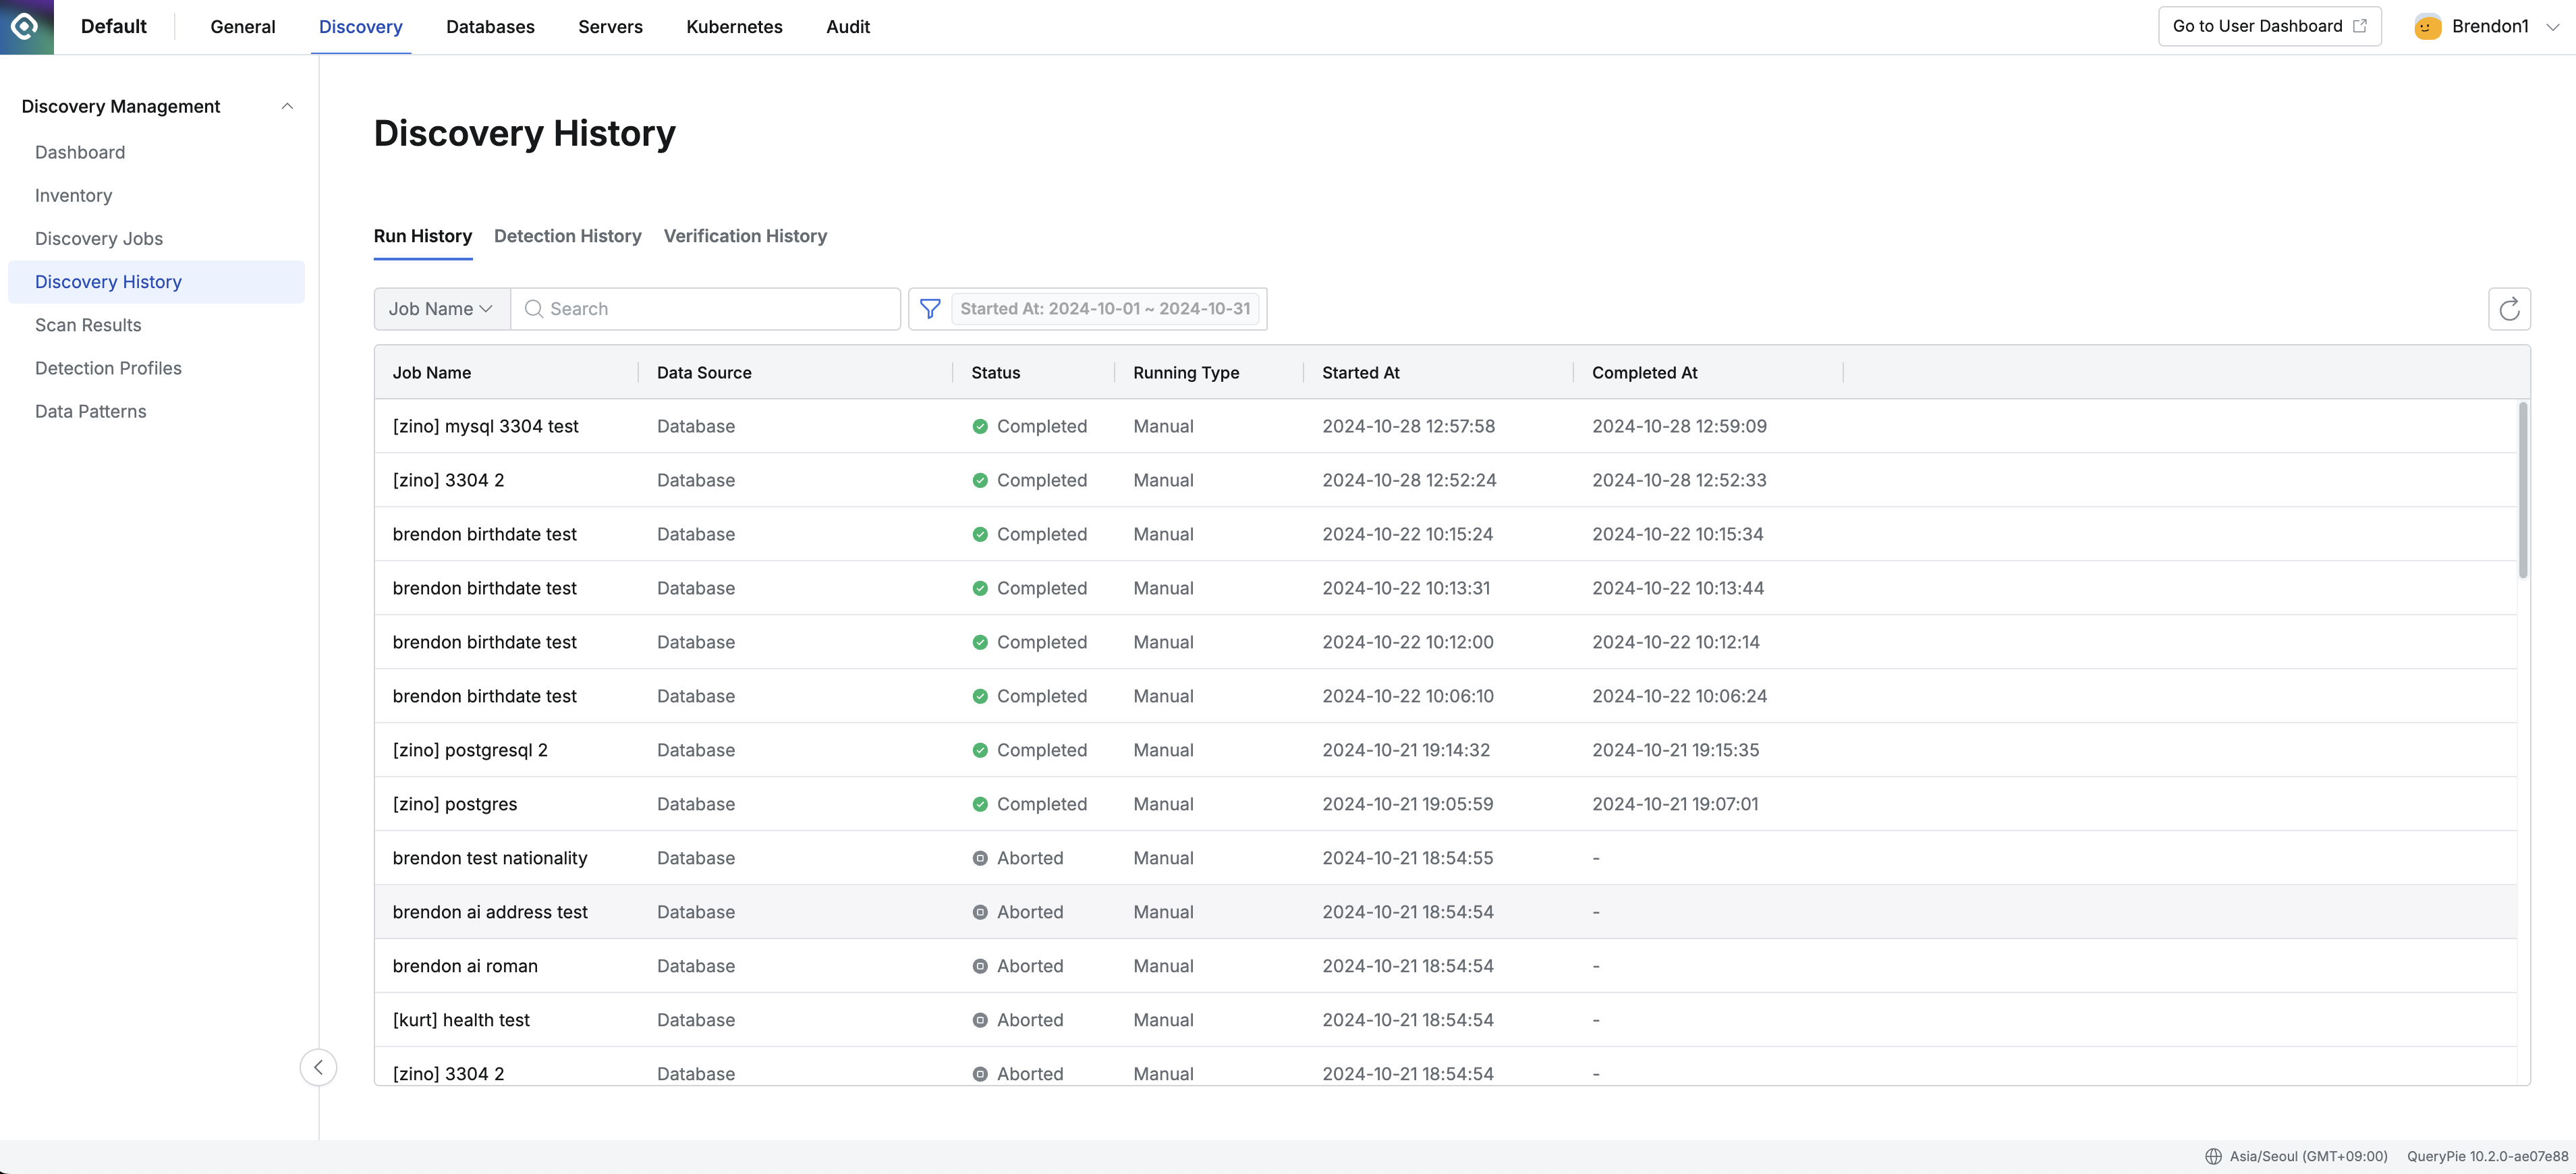 Default General Discovery Databases Servers Kubernetes Audit Go to User Dashboard Brendon1
Discovery Management
Dashboard
Inventory
Discovery Jobs
Discovery History
Scan Results
Detection Profiles
Data Patterns
Discovery History
Run History Detection History Verification History
Job Name Search Started At: 2024-10-01 ~ 2024-10-31
Job Name Data Source Status Running Type Started At Completed At
[zino] mysql 3304 test Database Completed Manual 2024-10-28 12:57:58 2024-10-28 12:59:09
[zino] 3304 2 Database Completed Manual 2024-10-28 12:52:24 2024-10-28 12:52:33
brendon birthdate test Database Completed Manual 2024-10-22 10:15:24 2024-10-22 10:15:34
brendon birthdate test Database Completed Manual 2024-10-22 10:13:31 2024-10-22 10:13:44
brendon birthdate test Database Completed Manual 2024-10-22 10:12:00 2024-10-22 10:12:14
brendon birthdate test Database Completed Manual 2024-10-22 10:06:10 2024-10-22 10:06:24
[zino] postgresql 2 Database Completed Manual 2024-10-21 19:14:32 2024-10-21 19:15:35
[zino] postgres Database Completed Manual 2024-10-21 19:05:59 2024-10-21 19:07:01
brendon test nationality Database Aborted Manual 2024-10-21 18:54:55 -
brendon ai address test Database Aborted Manual 2024-10-21 18:54:54 -
brendon ai roman Database Aborted Manual 2024-10-21 18:54:54 -
[kurt] health test Database Aborted Manual 2024-10-21 18:54:54 -
[zino] 3304 2 Database Aborted Manual 2024-10-21 18:54:54 -
Asia/Seoul (GMT+09:00) QueryPie 10.2.0-ae07e88